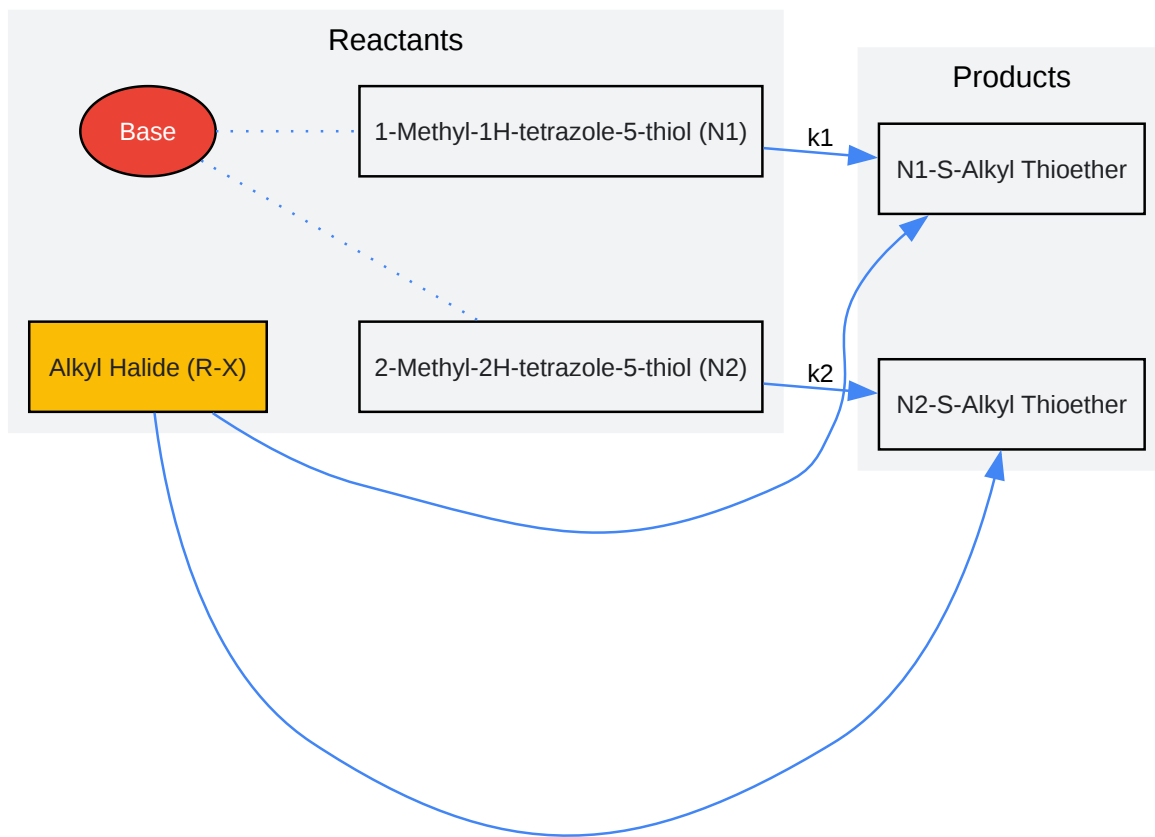 Reactants
Products
Base
1-Methyl-1H-tetrazole-5-thiol (N1)
k1
N1-S-Alkyl Thioether
Alkyl Halide (R-X)
2-Methyl-2H-tetrazole-5-thiol (N2)
k2
N2-S-Alkyl Thioether